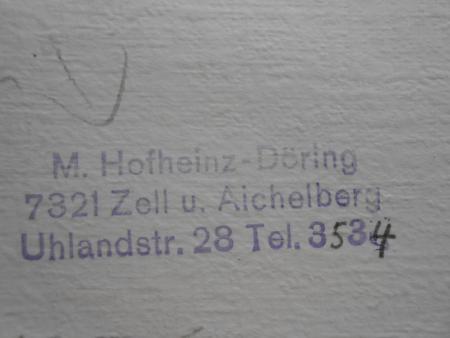 M. Hofheinz-Döring
7321 Zell u. Aichelberg
Uhlandstr. 28 Tel. 3534